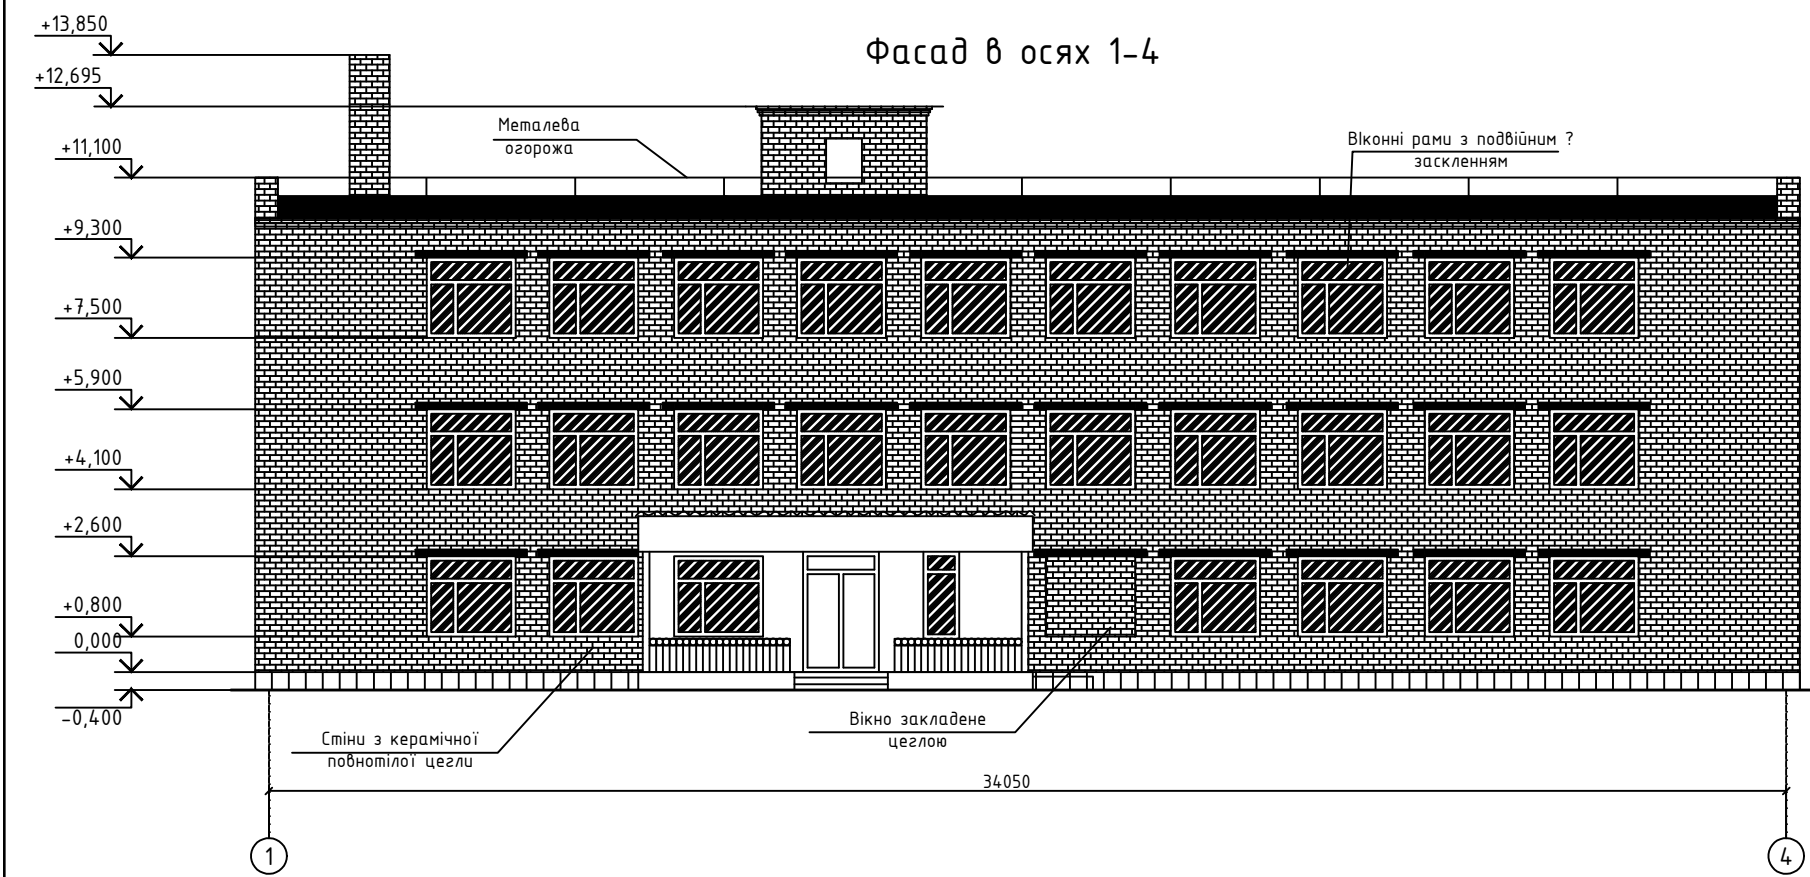 +13,850
Фасад в осях 1-4
+12,695
Металева
огорожа
+11,100
ВІконні рами з подвійним ?
заскленням
+9,300
+7,500
+5,900
+4,100
+2,600
+0,800
0,000
-0,400
Стіни з керамічної
повнотілої цегли
Вікно закладене
цеглою
34050
1
4